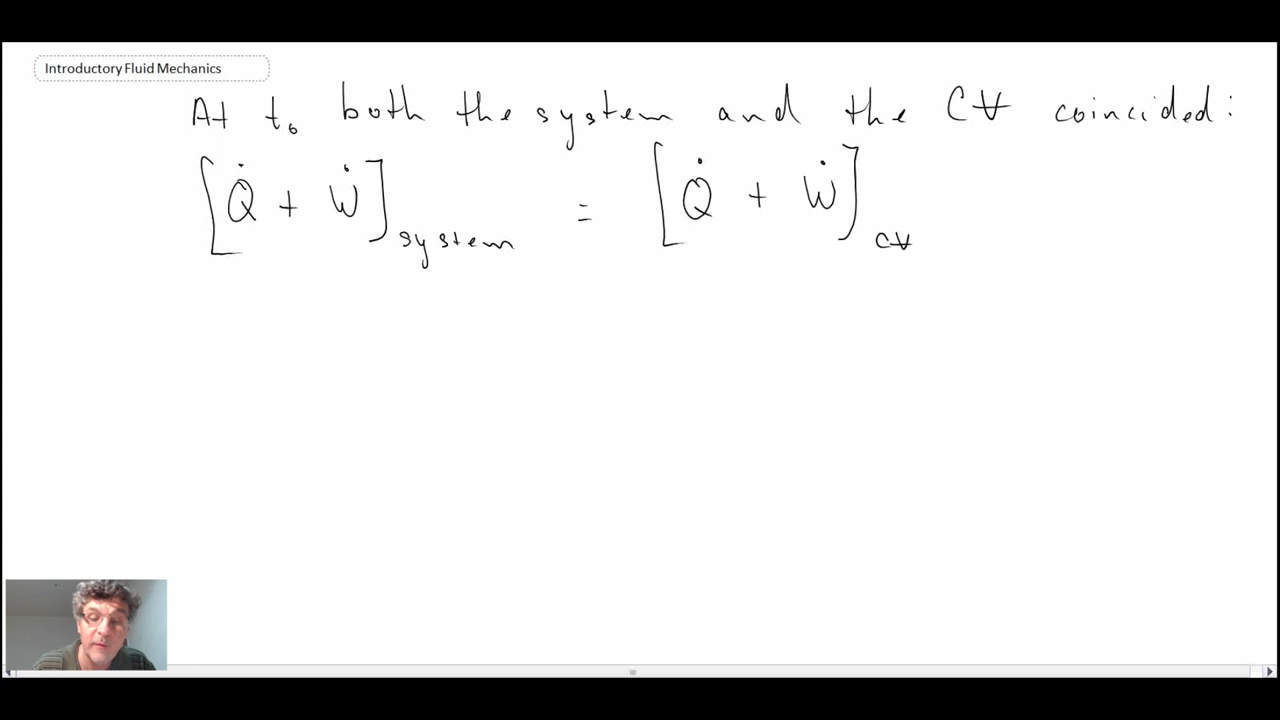 Introductory Fluid Mechanics
At t₀ both the system and the C∀ coincided:
[Q̇ + Ẇ]system = [Q̇ + Ẇ]C∀